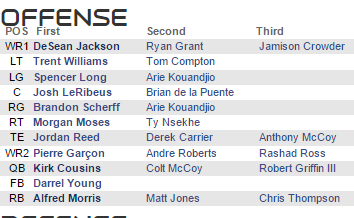 OFFENSE
POS First Second Third
WR1 DeSean Jackson Ryan Grant Jamison Crowder
LT Trent Williams Tom Compton
LG Spencer Long Arie Kouandjio
C Josh LeRibeus Brian de la Puente
RG Brandon Scherff Arie Kouandjio
RT Morgan Moses Ty Nsekhe
TE Jordan Reed Derek Carrier Anthony McCoy
WR2 Pierre Garçon Andre Roberts Rashad Ross
QB Kirk Cousins Colt McCoy Robert Griffin III
FB Darrel Young
RB Alfred Morris Matt Jones Chris Thompson